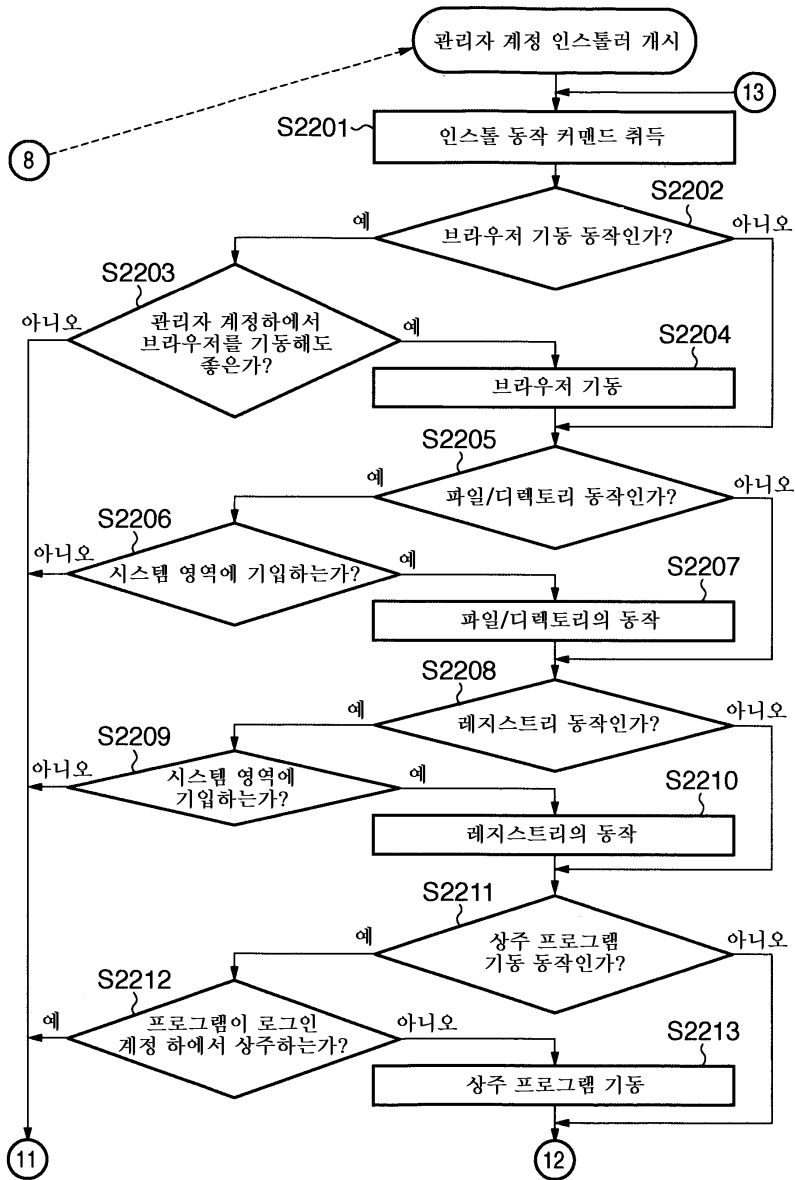 관리자 계정 인스톨러 개시
13
8
S2201
인스톨 동작 커맨드 취득
S2202
예
브라우저 기동 동작인가?
아니오
S2203
아니오
관리자 계정하에서
브라우저를 기동해도
좋은가?
예
S2204
브라우저 기동
S2205
예
파일/디렉토리 동작인가?
아니오
S2206
아니오
시스템 영역에 기입하는가?
예
S2207
파일/디렉토리의 동작
S2208
예
레지스트리 동작인가?
아니오
S2209
아니오
시스템 영역에
기입하는가?
예
S2210
레지스트리의 동작
S2211
예
상주 프로그램
기동 동작인가?
아니오
S2212
예
프로그램이 로그인
계정 하에서 상주하는가?
아니오
S2213
상주 프로그램 기동
11
12